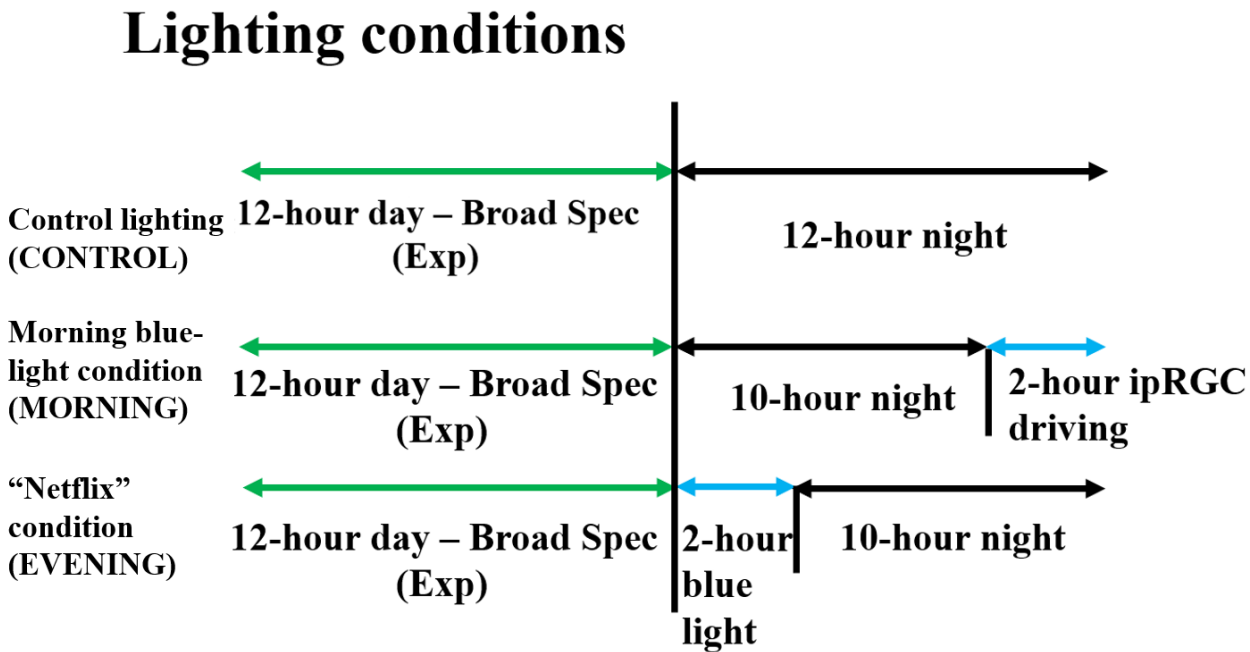 Lighting conditions
Control lighting
(CONTROL)
12-hour day – Broad Spec
(Exp)
12-hour night
Morning blue-
light condition
(MORNING)
12-hour day – Broad Spec
(Exp)
10-hour night
2-hour ipRGC
driving
“Netflix”
condition
(EVENING)
12-hour day – Broad Spec
(Exp)
2-hour
blue
light
10-hour night